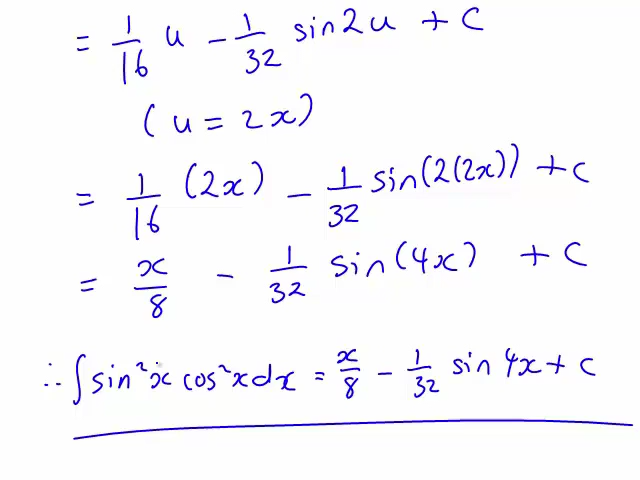 = 1/16 u - 1/32 sin2u + C
(u = 2x)
= 1/16 (2x) - 1/32 sin(2(2x)) + C
= x/8 - 1/32 sin(4x) + C
∴ ∫ sin²x cos²x dx = x/8 - 1/32 sin 4x + C